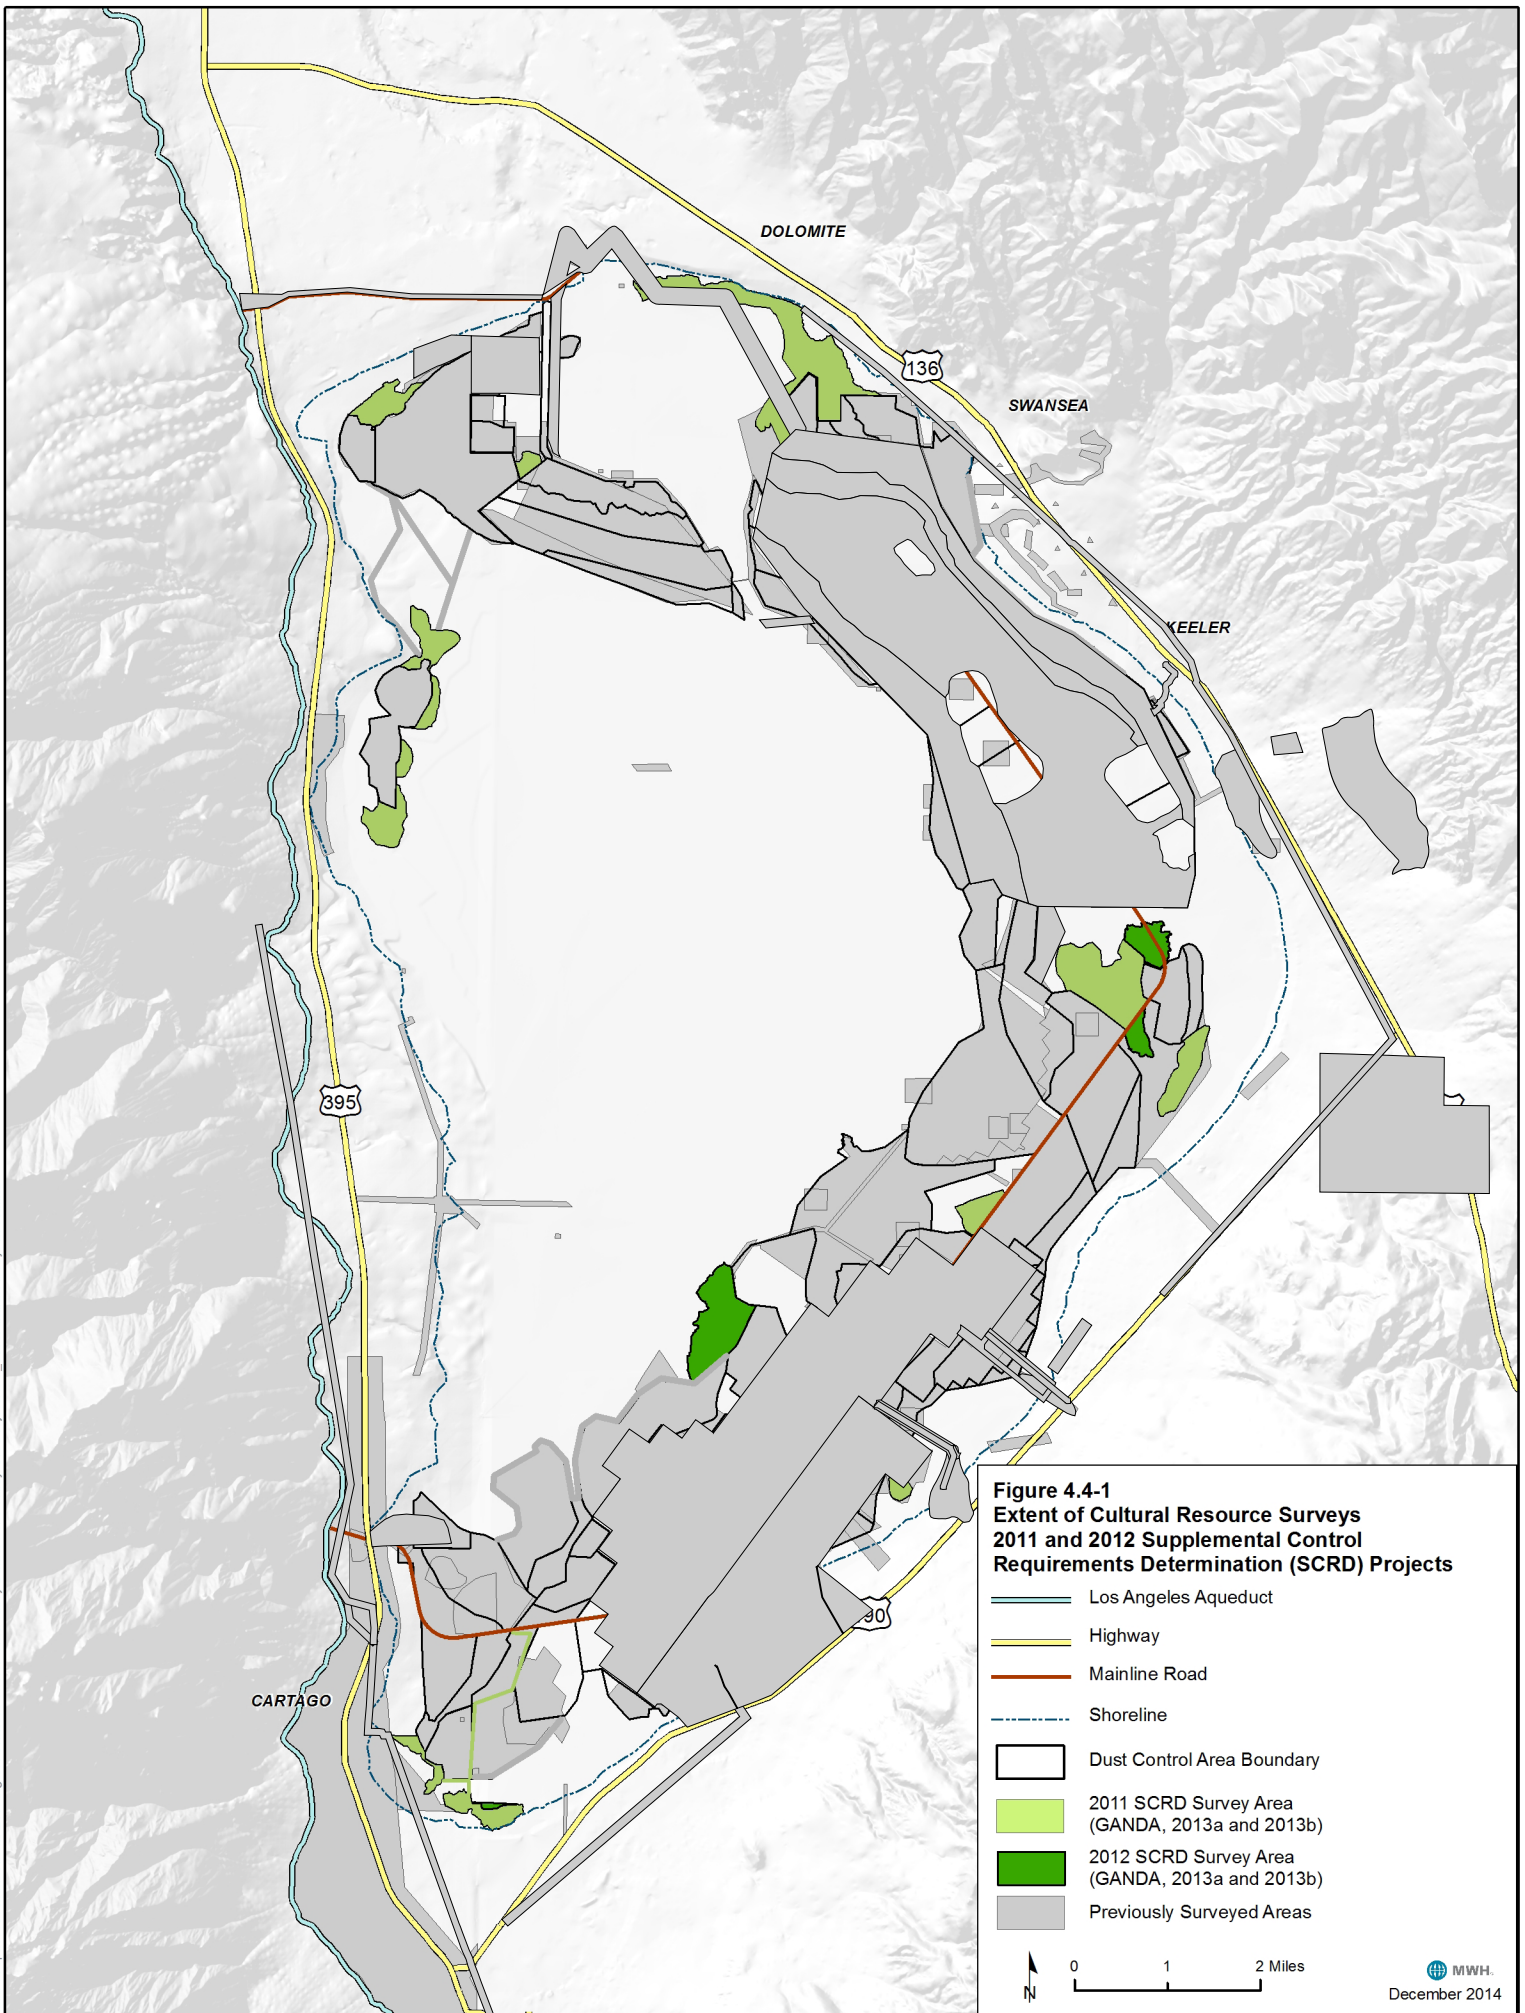 DOLOMITE
136
SWANSEA
KEELER
395
90
CARTAGO
Figure 4.4-1
Extent of Cultural Resource Surveys
2011 and 2012 Supplemental Control
Requirements Determination (SCRD) Projects
Los Angeles Aqueduct
Highway
Mainline Road
Shoreline
Dust Control Area Boundary
2011 SCRD Survey Area
(GANDA, 2013a and 2013b)
2012 SCRD Survey Area
(GANDA, 2013a and 2013b)
Previously Surveyed Areas
N
0 1 2 Miles
MWH
December 2014